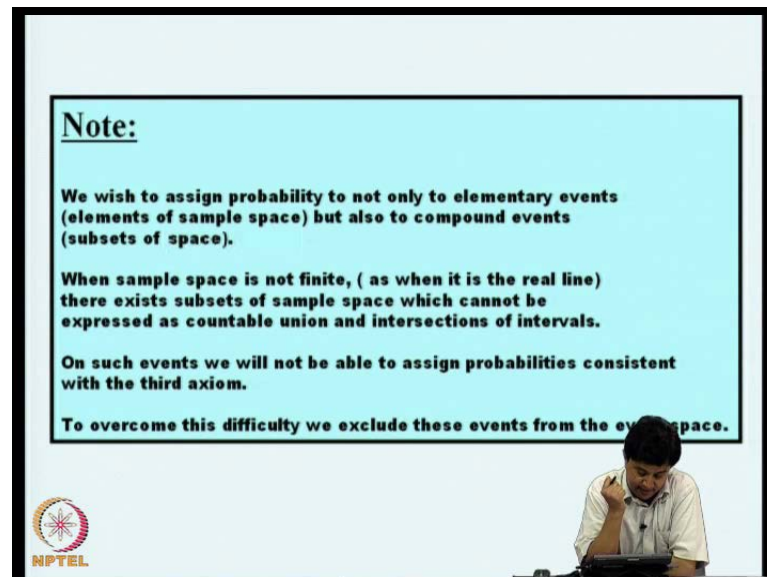 Note:
We wish to assign probability to not only to elementary events
(elements of sample space) but also to compound events
(subsets of space).
When sample space is not finite, ( as when it is the real line)
there exists subsets of sample space which cannot be
expressed as countable union and intersections of intervals.
On such events we will not be able to assign probabilities consistent
with the third axiom.
To overcome this difficulty we exclude these events from the space.
NPTEL